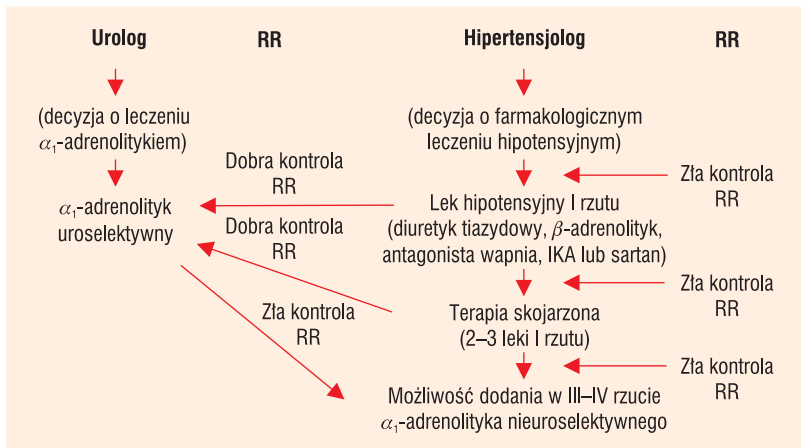 Urolog
RR
Hipertensjolog
RR
(decyzja o leczeniu
α₁-adrenolitykiem)
(decyzja o farmakologicznym
leczeniu hipotensyjnym)
Dobra kontrola
RR
Zła kontrola
RR
α₁-adrenolityk
uroselektywny
Lek hipotensyjny I rzutu
(diuretyk tiazydowy, β-adrenolityk,
antagonista wapnia, IKA lub sartan)
Dobra kontrola
RR
Zła kontrola
RR
Zła kontrola
RR
Terapia skojarzona
(2–3 leki I rzutu)
Zła kontrola
RR
Możliwość dodania w III–IV rzucie
α₁-adrenolityka nieuroselektywnego